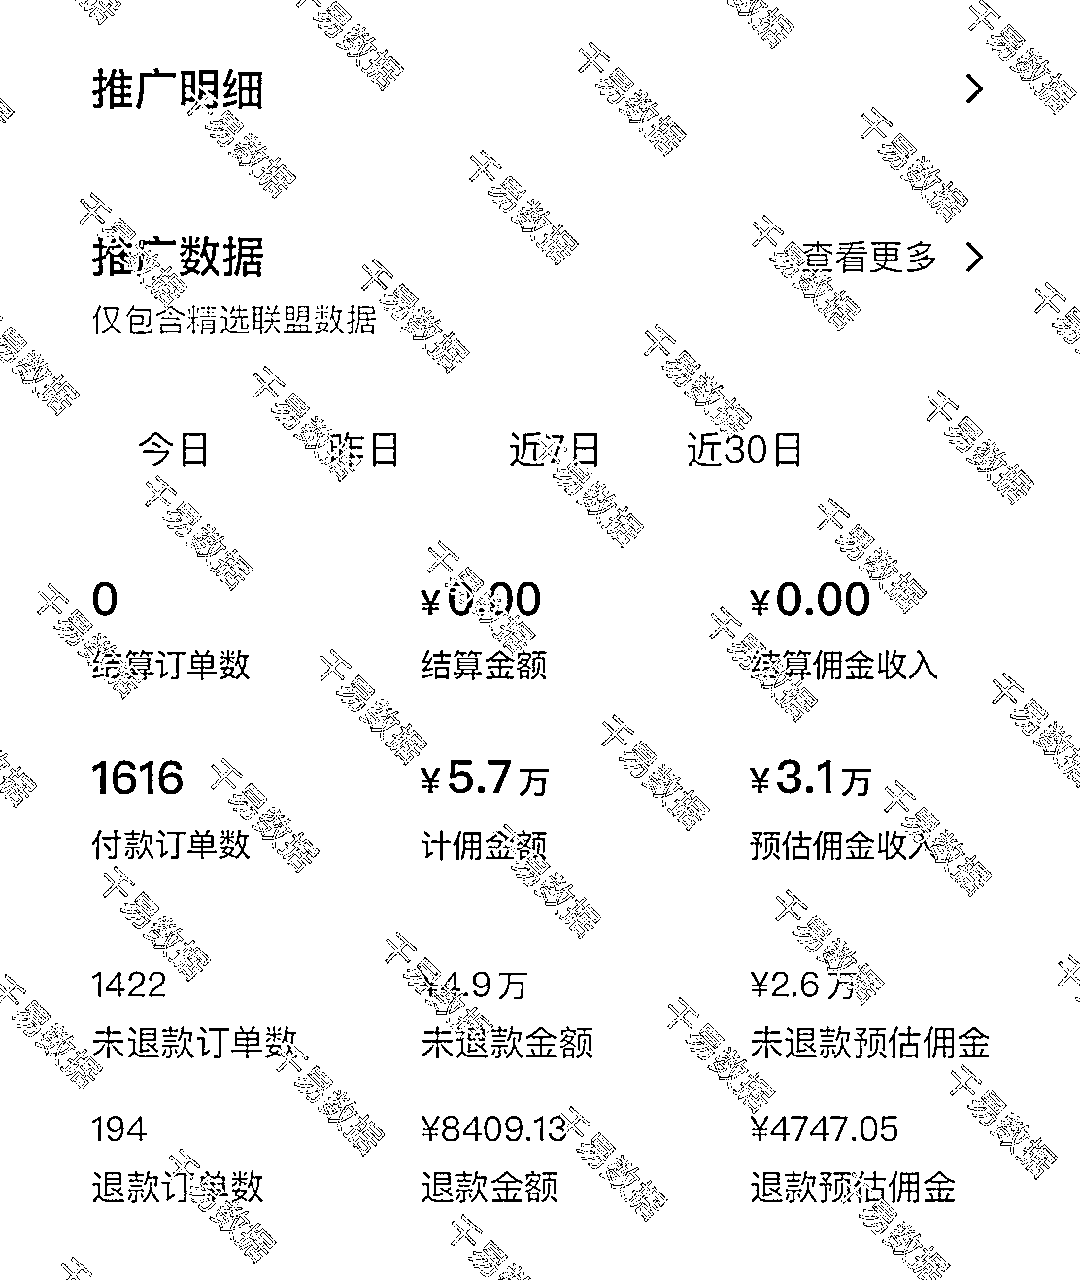 推广明细
推广数据 查看更多
仅包含精选联盟数据
今日 昨日 近7日 近30日
0 ¥0.00 ¥0.00
结算订单数 结算金额 结算佣金收入
1616 ¥5.7万 ¥3.1万
付款订单数 计佣金额 预估佣金收入
1422 ¥4.9万 ¥2.6万
未退款订单数 未退款金额 未退款预估佣金
194 ¥8409.13 ¥4747.05
退款订单数 退款金额 退款预估佣金
千易数据